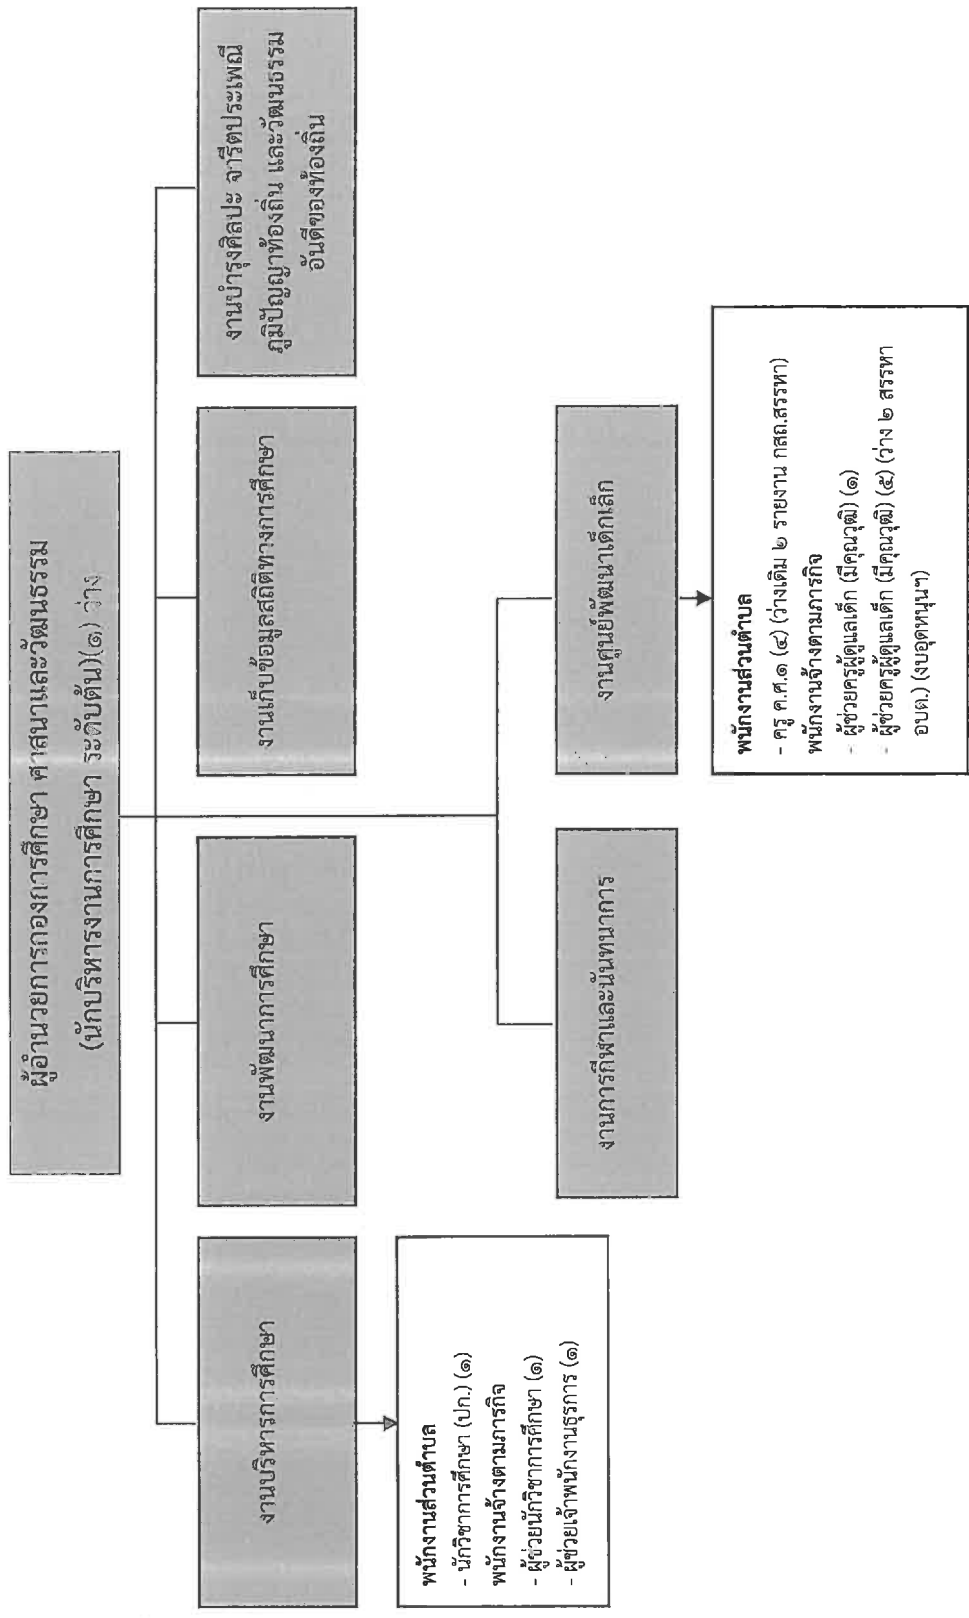 ผู้อำนวยการกองการศึกษา ศาสนาและวัฒนธรรม
(นักบริหารงานการศึกษา ระดับต้น)(๑) ว่าง
งานบริหารการศึกษา
งานพัฒนาการศึกษา
งานเก็บข้อมูลสถิติทางการศึกษา
งานบำรุงศิลปะ จารีตประเพณี
ภูมิปัญญาท้องถิ่น และวัฒนธรรม
อันดีของท้องถิ่น
พนักงานส่วนตำบล
- นักวิชาการศึกษา (ปก.) (๑)
พนักงานจ้างตามภารกิจ
- ผู้ช่วยนักวิชาการศึกษา (๑)
- ผู้ช่วยเจ้าพนักงานธุรการ (๑)
งานการกีฬาและนันทนาการ
งานศูนย์พัฒนาเด็กเล็ก
พนักงานส่วนตำบล
- ครู ค.ศ.๑ (๔) (ว่างเดิม ๒ รายงาน กสถ.สรรหา)
พนักงานจ้างตามภารกิจ
- ผู้ช่วยครูผู้ดูแลเด็ก (มีคุณวุฒิ) (๑)
- ผู้ช่วยครูผู้ดูแลเด็ก (มีคุณวุฒิ) (๕) (ว่าง ๒ สรรหา
อบต.) (งบอุดหนุนฯ)